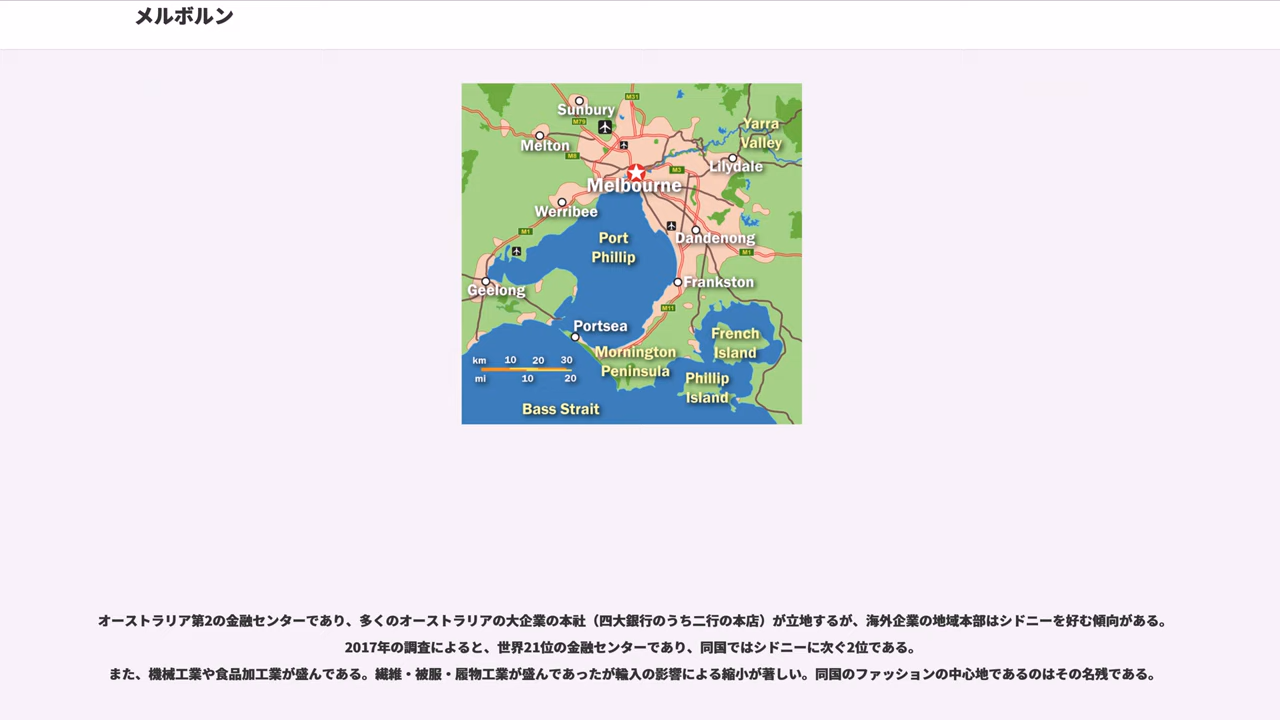 メルボルン
M31
Sunbury
M79
Yarra
Valley
Melton
M8
Lilydale
M3
Melbourne
Werribee
M1
Port
Phillip
Dandenong
M1
Geelong
Frankston
M11
Portsea
French
Island
km 10 20 30
mi 10 20
Mornington
Peninsula
Phillip
Island
Bass Strait
オーストラリア第2の金融センターであり、多くのオーストラリアの大企業の本社（四大銀行のうち二行の本店）が立地するが、海外企業の地域本部はシドニーを好む傾向がある。
2017年の調査によると、世界21位の金融センターであり、同国ではシドニーに次ぐ2位である。
また、機械工業や食品加工業が盛んである。繊維・被服・履物工業が盛んであったが輸入の影響による縮小が著しい。同国のファッションの中心地であるのはその名残である。